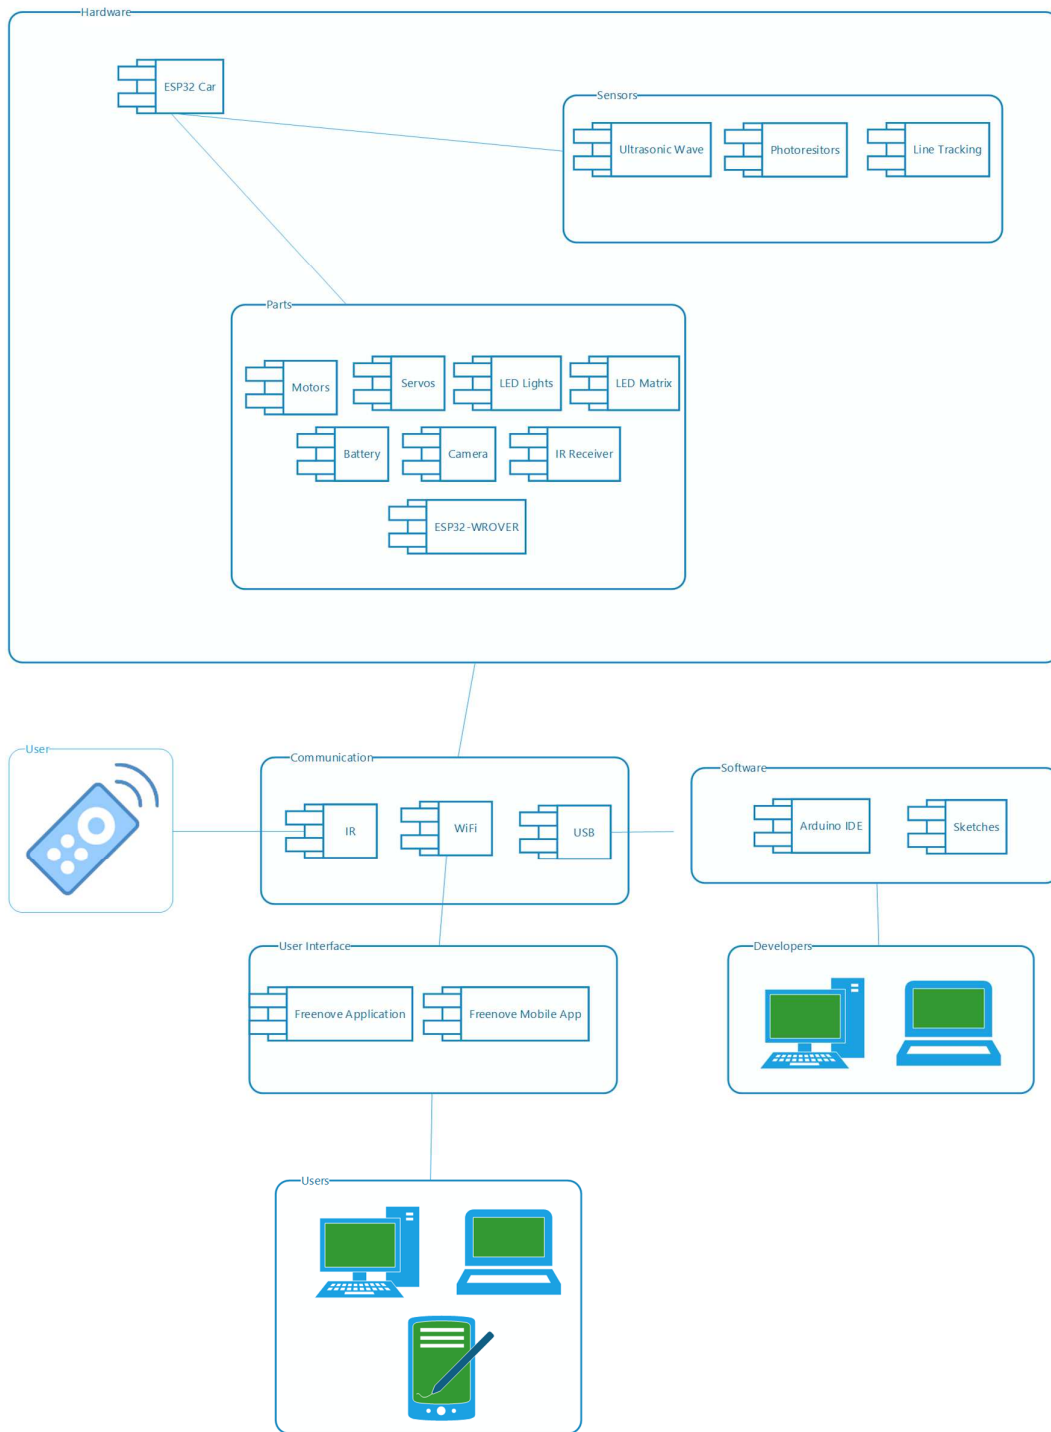 Hardware
ESP32 Car
Sensors
Ultrasonic Wave
Photoresitors
Line Tracking
Parts
Motors
Servos
LED Lights
LED Matrix
Battery
Camera
IR Receiver
ESP32-WROVER
User
Communication
IR
WiFi
USB
Software
Arduino IDE
Sketches
User Interface
Freenove Application
Freenove Mobile App
Developers
Users